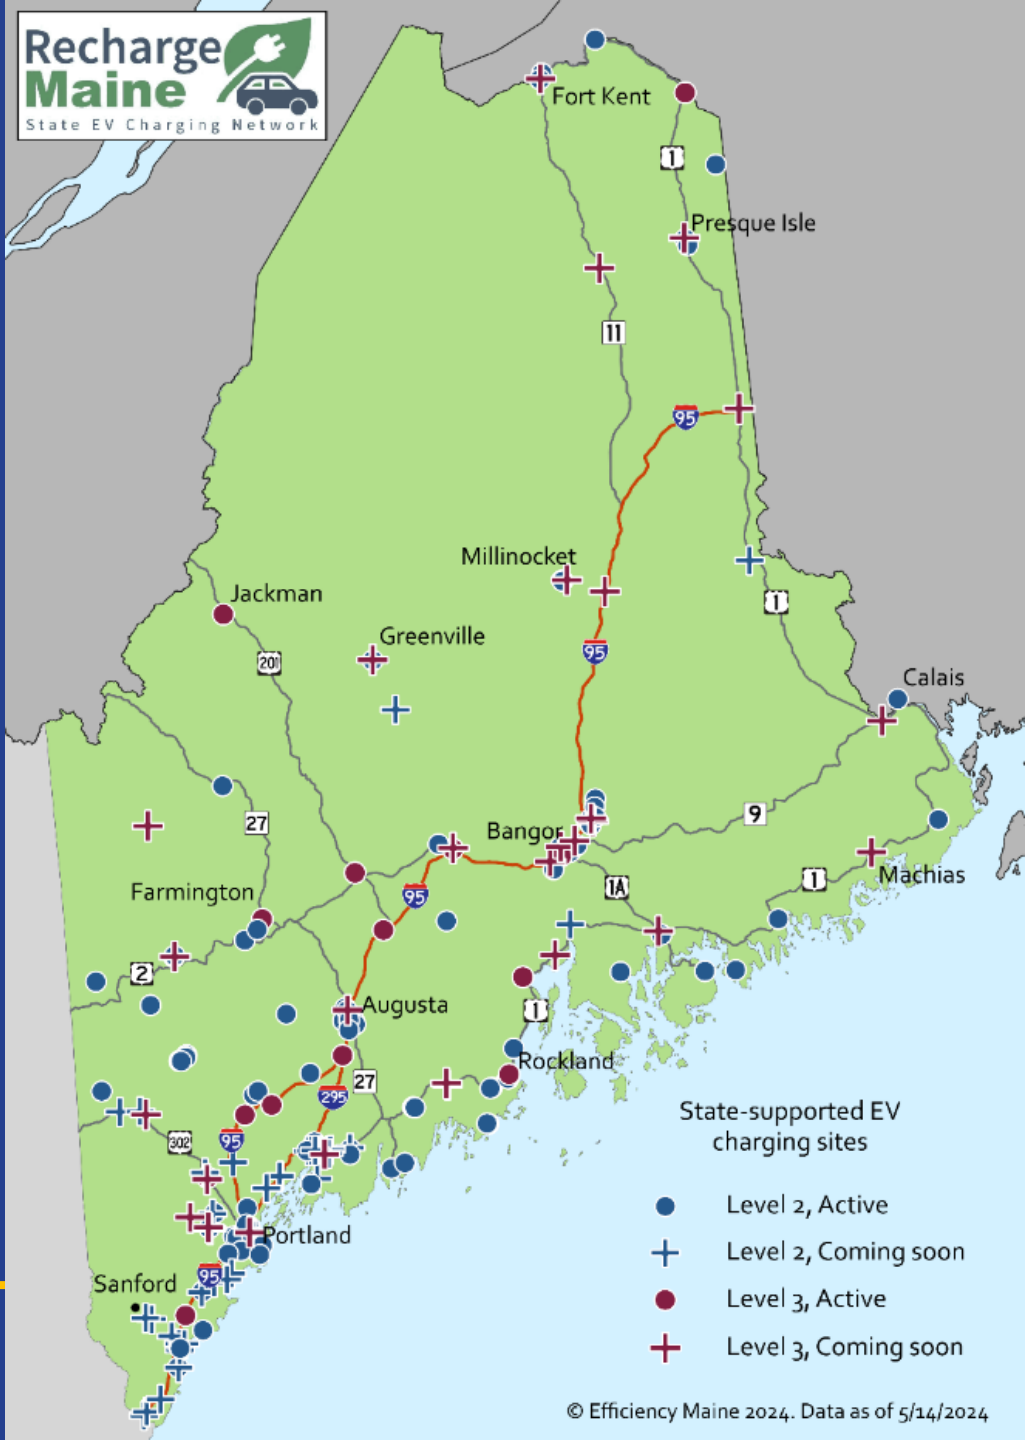 Recharge
Maine
State EV Charging Network
Fort Kent
1
Presque Isle
11
95
Millinocket
1
Jackman
Greenville
201
95
Calais
27
Bangor
9
Farmington
95
1A
1
Machias
2
Augusta
1
Rockland
27
295
302
95
State-supported EV
charging sites
Level 2, Active
Portland
Level 2, Coming soon
95
Sanford
Level 3, Active
Level 3, Coming soon
© Efficiency Maine 2024. Data as of 5/14/2024